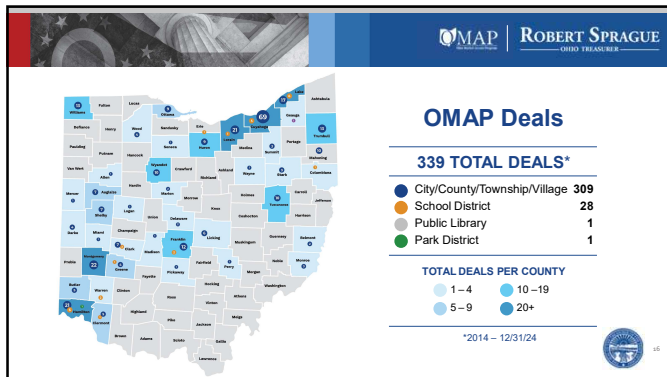 OMAP
ROBERT SPRAGUE
OHIO TREASURER
OMAP Deals
339 TOTAL DEALS*
City/County/Township/Village 309
School District 28
Public Library 1
Park District 1
TOTAL DEALS PER COUNTY
1 – 4
10 –19
5 – 9
20+
*2014 – 12/31/24
16
Williams
Fulton
Lucas
Ottawa
Lake
Ashtabula
Geauga
Cuyahoga
69
Defiance
Henry
Wood
Sandusky
Erie
Lorain
21
Trumbull
Paulding
Putnam
Hancock
Seneca
Huron
Medina
Summit
Portage
Mahoning
Van Wert
Allen
Wyandot
Crawford
Richland
Ashland
Wayne
Stark
Columbiana
Hardin
Marion
Carroll
Mercer
Auglaize
Morrow
Holmes
Tuscarawas
Jefferson
Shelby
Logan
Union
Delaware
Knox
Coshocton
Harrison
Darke
Miami
Champaign
Licking
Guernsey
Belmont
Clark
Madison
Franklin
12
Muskingum
Preble
Montgomery
22
Greene
Fairfield
Perry
Noble
Monroe
Fayette
Pickaway
Morgan
Butler
Warren
Clinton
Hocking
Washington
Ross
Athens
Hamilton
21
Clermont
Highland
Vinton
Brown
Adams
Pike
Jackson
Meigs
Scioto
Gallia
Lawrence